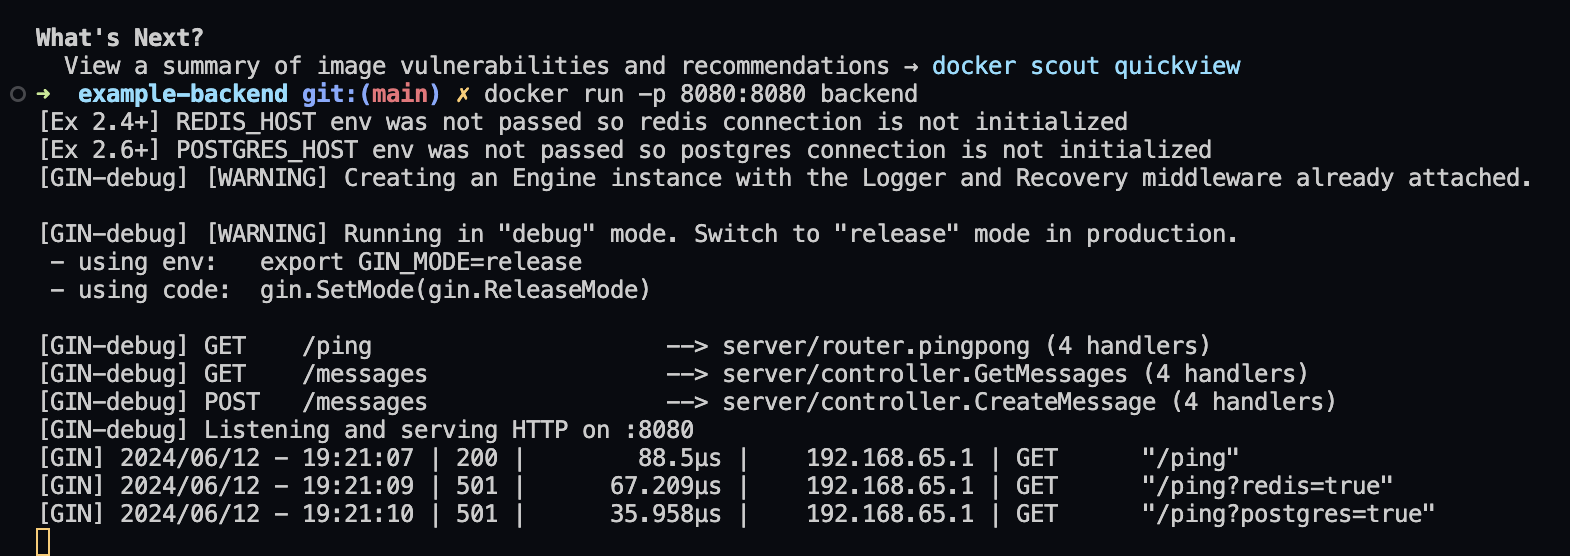 What's Next?
  View a summary of image vulnerabilities and recommendations → docker scout quickview
➜  example-backend git:(main) ✗ docker run -p 8080:8080 backend
[Ex 2.4+] REDIS_HOST env was not passed so redis connection is not initialized
[Ex 2.6+] POSTGRES_HOST env was not passed so postgres connection is not initialized
[GIN-debug] [WARNING] Creating an Engine instance with the Logger and Recovery middleware already attached.

[GIN-debug] [WARNING] Running in "debug" mode. Switch to "release" mode in production.
 - using env:   export GIN_MODE=release
 - using code:  gin.SetMode(gin.ReleaseMode)

[GIN-debug] GET    /ping                     --> server/router.pingpong (4 handlers)
[GIN-debug] GET    /messages                 --> server/controller.GetMessages (4 handlers)
[GIN-debug] POST   /messages                 --> server/controller.CreateMessage (4 handlers)
[GIN-debug] Listening and serving HTTP on :8080
[GIN] 2024/06/12 - 19:21:07 | 200 |        88.5µs |    192.168.65.1 | GET      "/ping"
[GIN] 2024/06/12 - 19:21:09 | 501 |      67.209µs |    192.168.65.1 | GET      "/ping?redis=true"
[GIN] 2024/06/12 - 19:21:10 | 501 |      35.958µs |    192.168.65.1 | GET      "/ping?postgres=true"